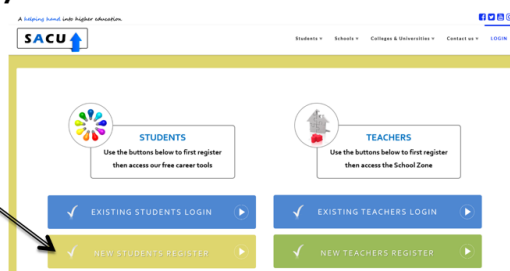 A helping hand into higher education
SACU
Students Schools Colleges & Universities Contact us LOGIN
STUDENTS
Use the buttons below to first register
then access our free career tools
TEACHERS
Use the buttons below to first register
then access the School Zone
EXISTING STUDENTS LOGIN
EXISTING TEACHERS LOGIN
NEW STUDENTS REGISTER
NEW TEACHERS REGISTER